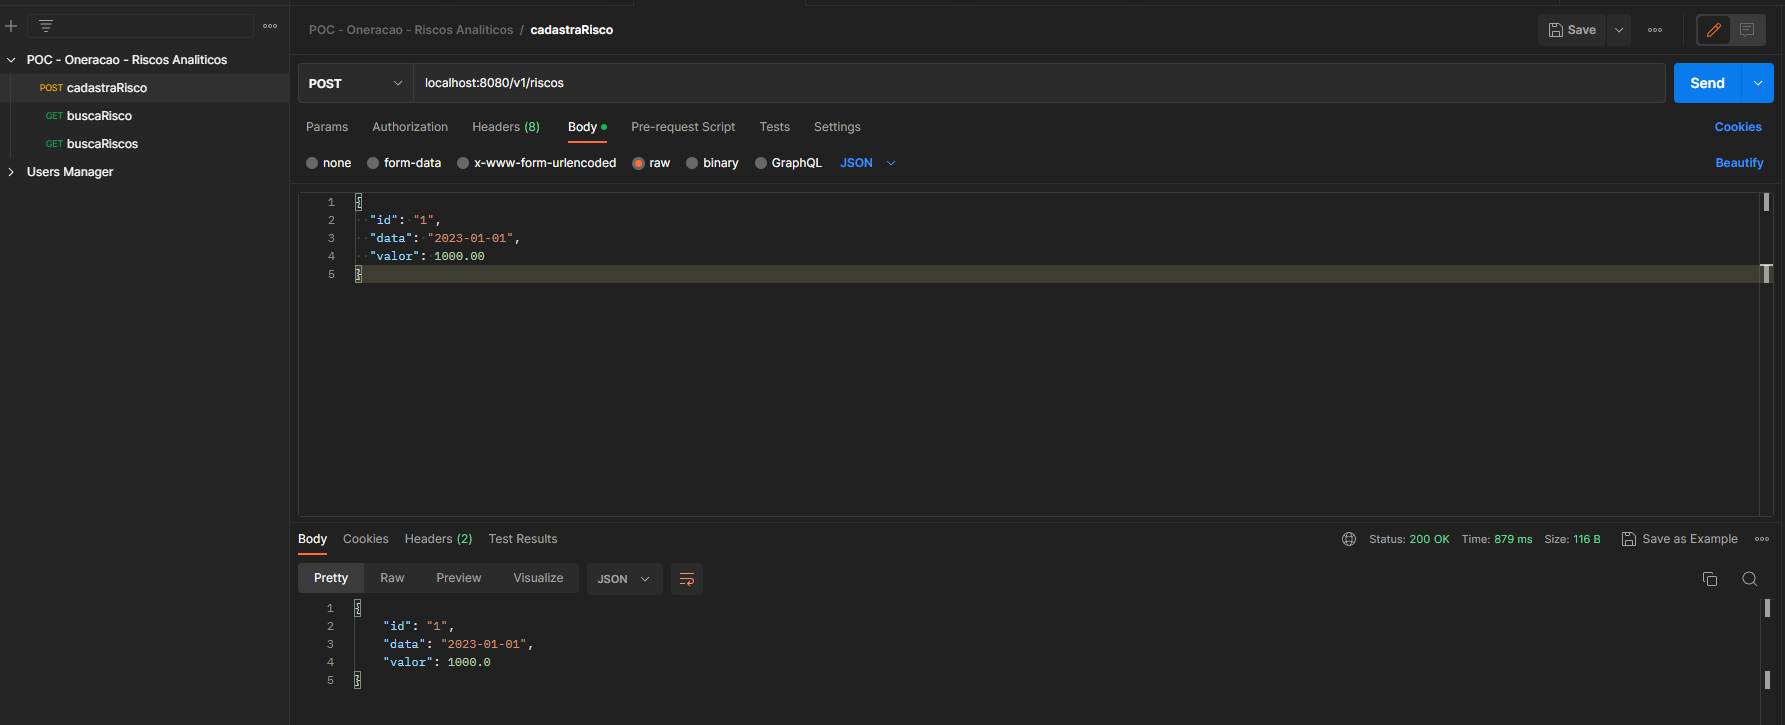 POC - Oneracao - Riscos Analiticos
POST cadastraRisco
GET buscaRisco
GET buscaRiscos
Users Manager
POC - Oneracao - Riscos Analiticos / cadastraRisco
Save
POST
localhost:8080/v1/riscos
Send
Params Authorization Headers (8) Body Pre-request Script Tests Settings
Cookies
none form-data x-www-form-urlencoded raw binary GraphQL JSON
Beautify
1 {
2 "id": "1",
3 "data": "2023-01-01",
4 "valor": 1000.00
5 }
Body Cookies Headers (2) Test Results
Status: 200 OK Time: 879 ms Size: 116 B Save as Example
Pretty Raw Preview Visualize JSON
1 {
2 "id": "1",
3 "data": "2023-01-01",
4 "valor": 1000.0
5 }